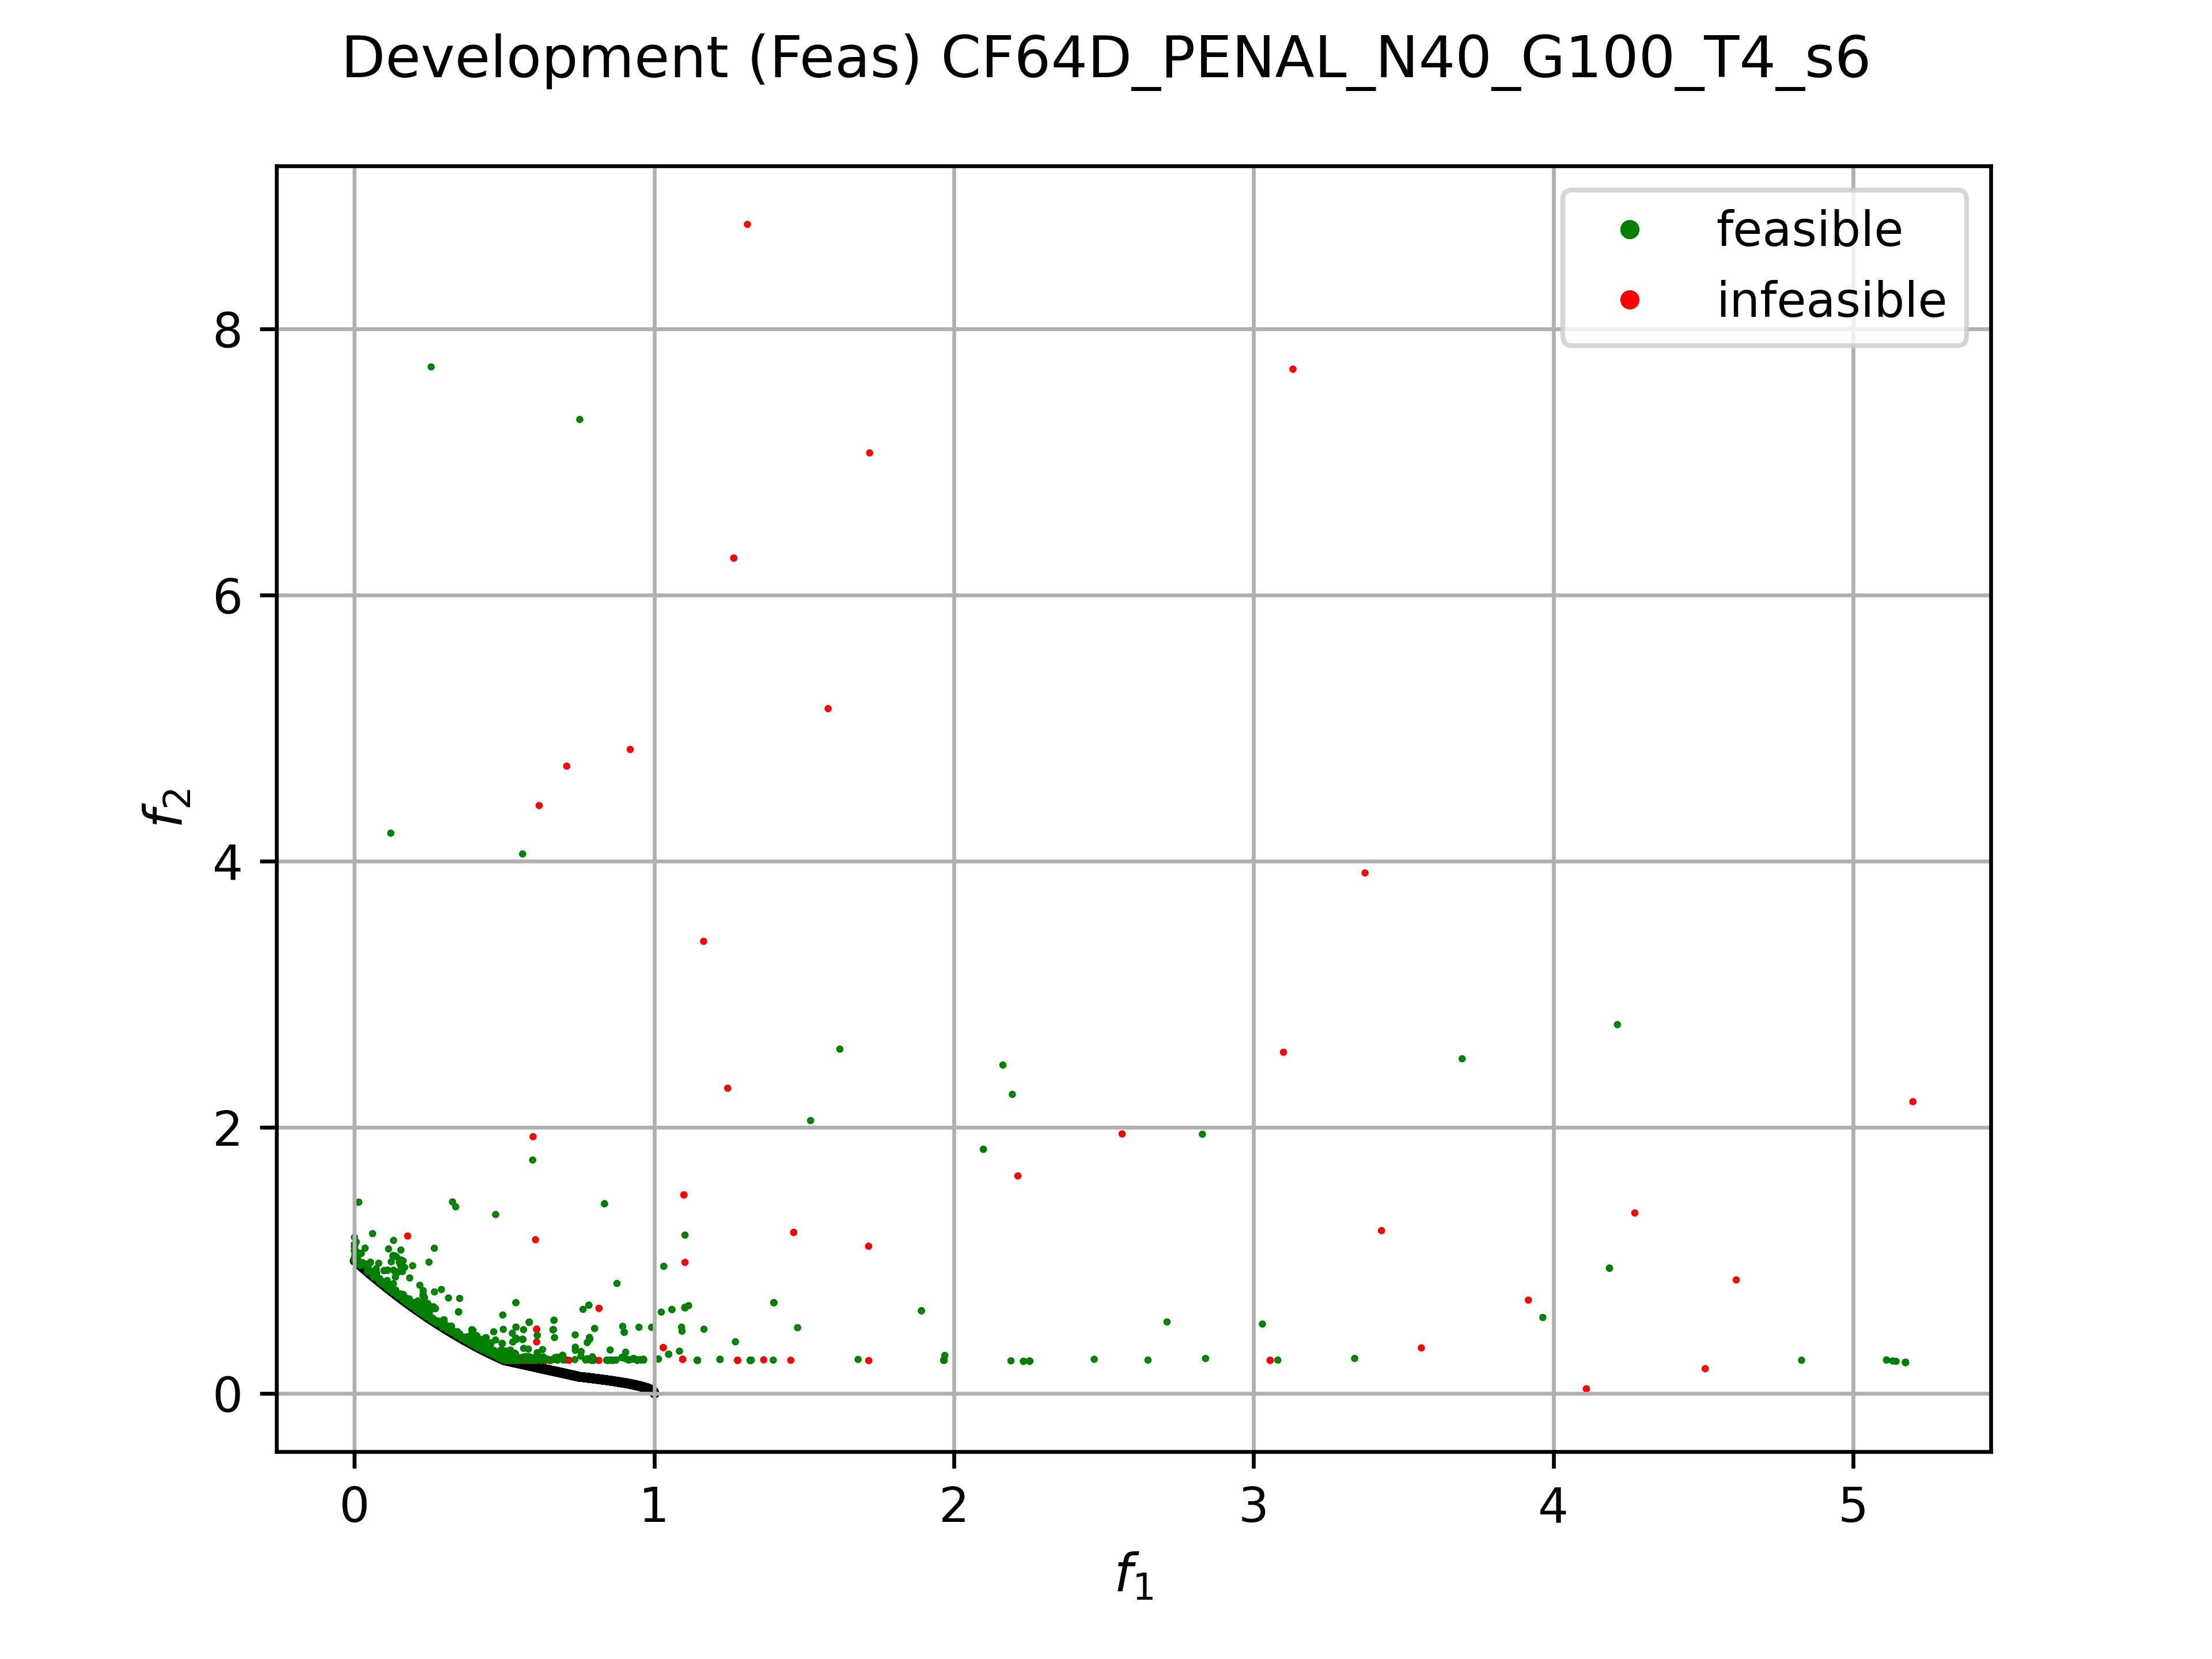 Development (Feas) CF64D_PENAL_N40_G100_T4_s6
feasible
infeasible
8
6
4
2
0
f₂
0 1 2 3 4 5
f₁